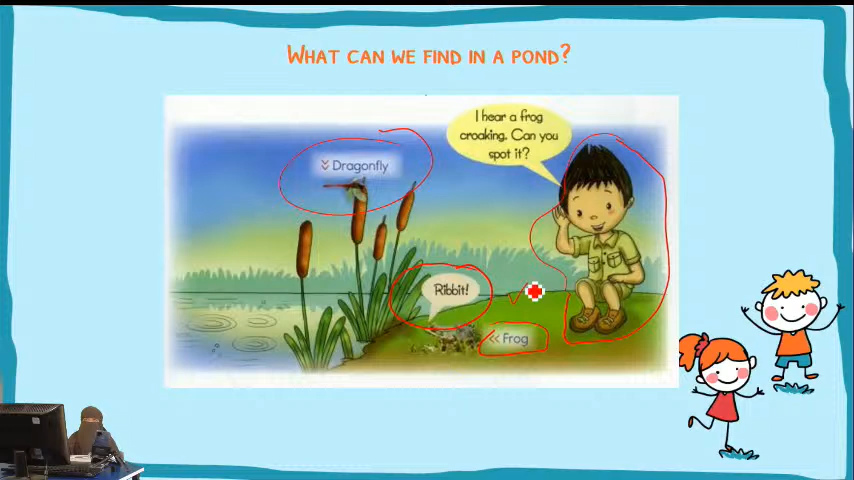 WHAT CAN WE FIND IN A POND?
I hear a frog
croaking. Can you
spot it?
Dragonfly
Ribbit!
Frog